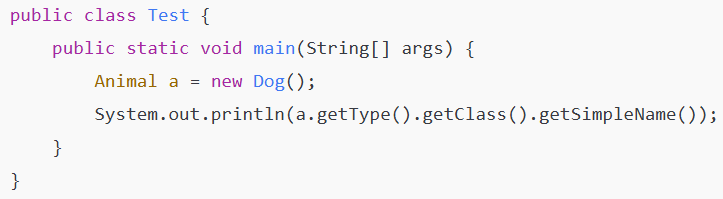 public class Test {
    public static void main(String[] args) {
        Animal a = new Dog();
        System.out.println(a.getType().getClass().getSimpleName());
    }
}